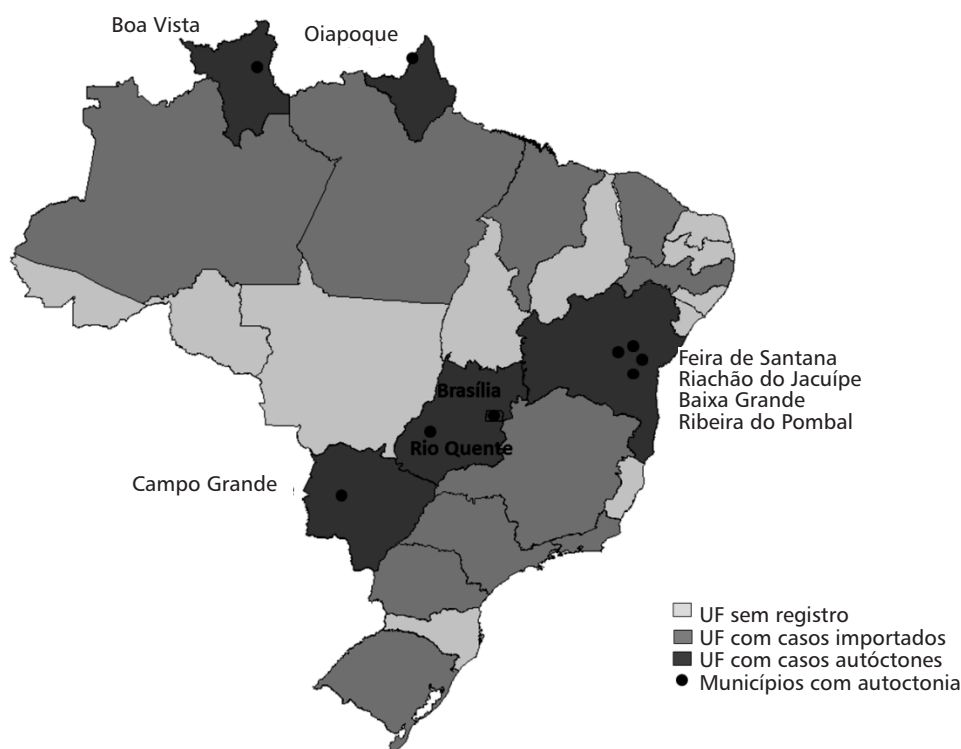 Boa Vista
Oiapoque
Feira de Santana
Riachão do Jacuípe
Baixa Grande
Ribeira do Pombal
Brasília
Rio Quente
Campo Grande
UF sem registro
UF com casos importados
UF com casos autóctones
Municípios com autoctonia